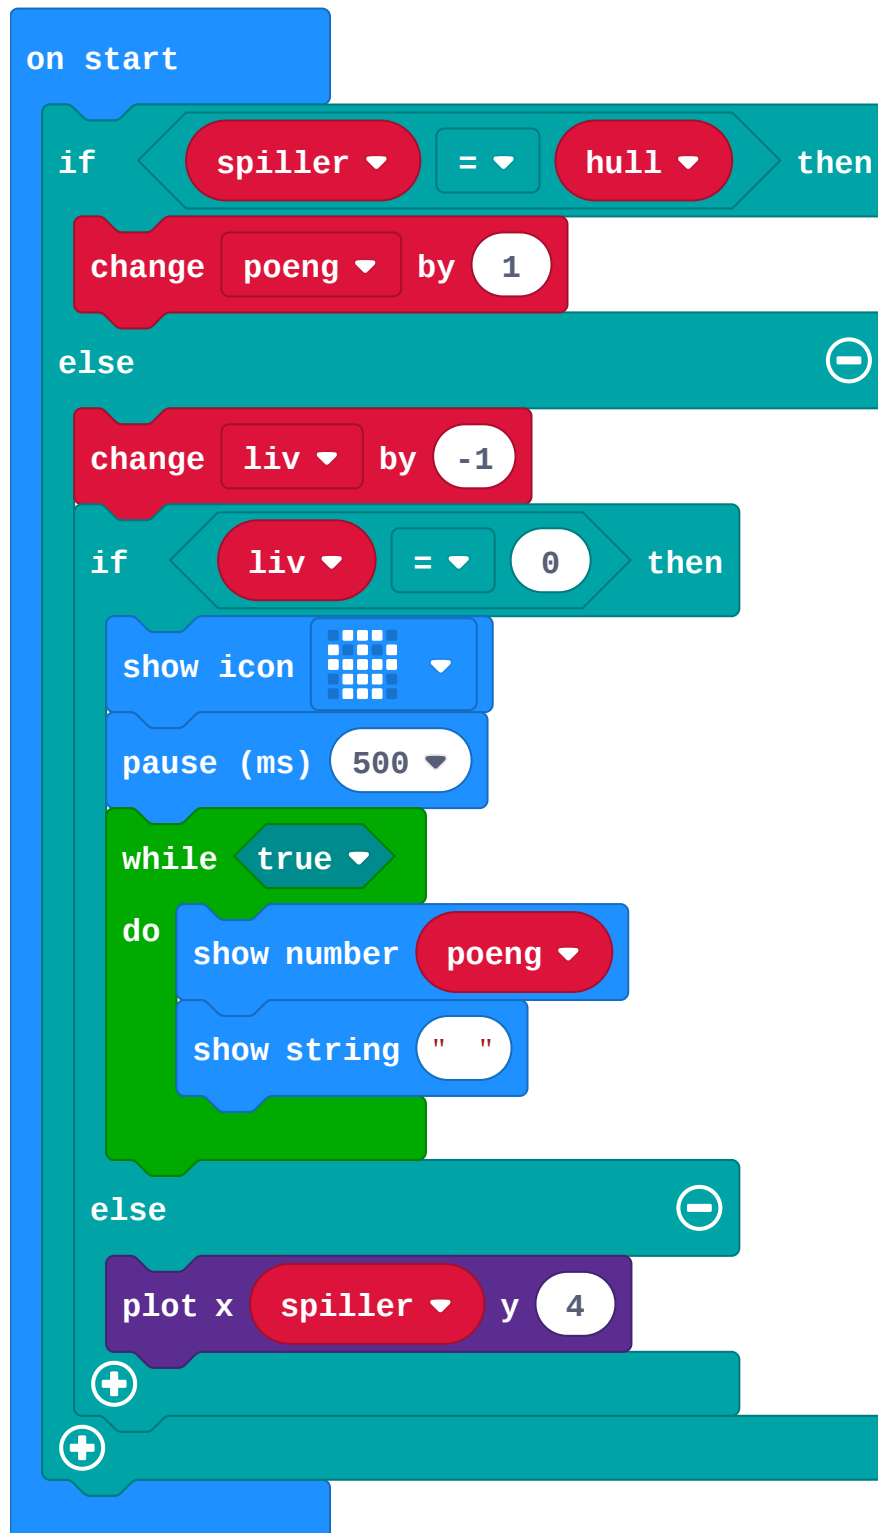 on start
if spiller = hull then
change poeng by 1
else
change liv by -1
if liv = 0 then
show icon
pause (ms) 500
while true
do
show number poeng
show string " "
else
plot x spiller y 4